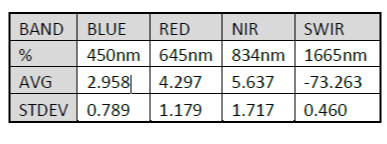 BAND BLUE RED NIR SWIR
% 450nm 645nm 834nm 1665nm
AVG 2.958 4.297 5.637 -73.263
STDEV 0.789 1.179 1.717 0.460